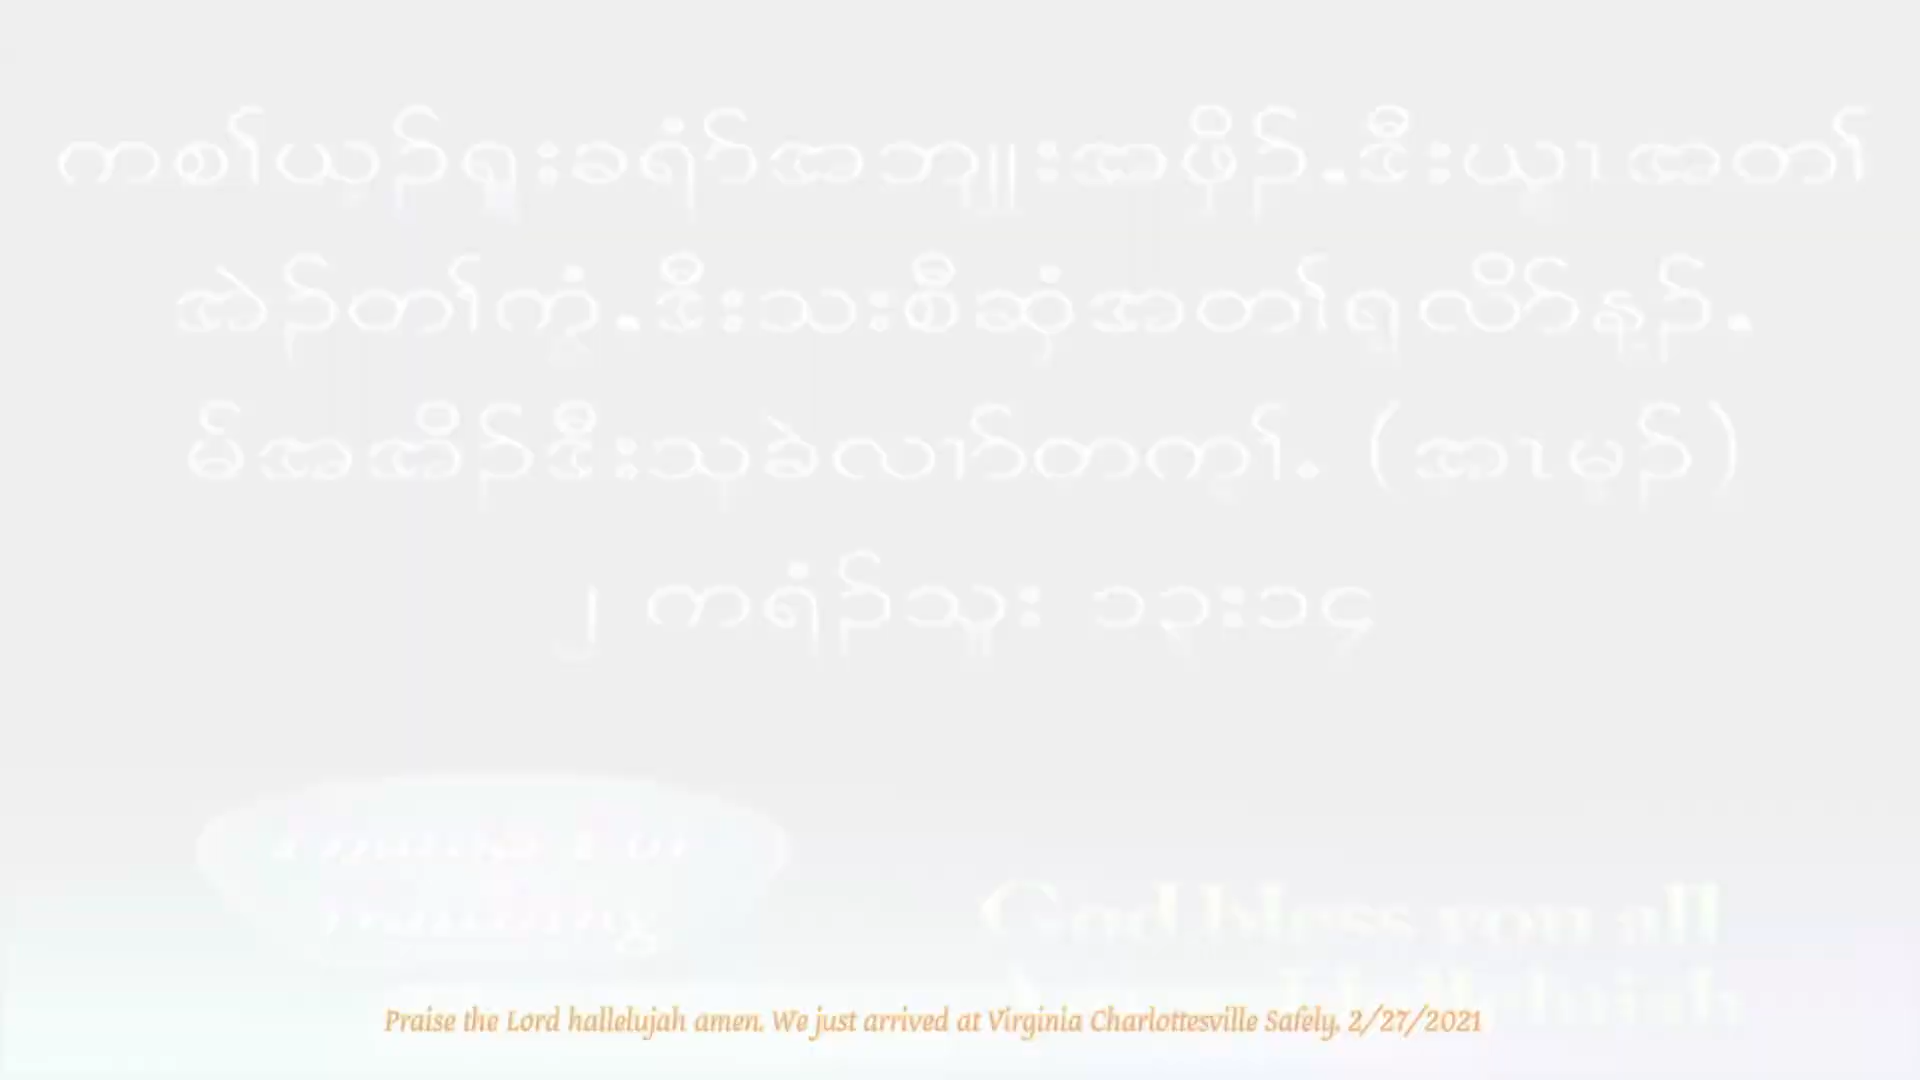 ကစၢ်ယ့ၣ်ရှူးခရံာ်အဘျုးအဖှိၣ်.ဒီးယွၤအတၢ်
အဲၣ်တၢ်ကွံ.ဒီးသးစီဆှံအတၢ်ရ့လိာ်န့ၣ်.
မ်အအိၣ်ဒီးသုခဲလၢာ်တက့ၢ်. (အၤမ့ၣ်)
၂ ကရံၣ်သူး ၁၃း၁၄
God bless you all
Hallelujah
Praise the Lord hallelujah amen. We just arrived at Virginia Charlottesville Safely. 2/27/2021